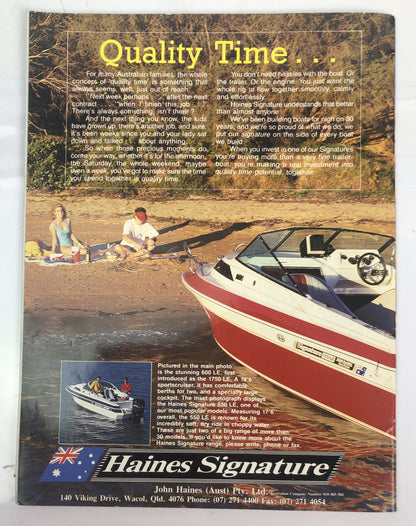 Quality Time . . .
For many Australian families, the whole
concept of 'quality time' is something that
always seems, well, just out of reach.
"Next week perhaps . . . after the next
contract . . . "when I finish this job . . ."
There's always something, isn't there?
And the next thing you know, the kids
have grown up, there's another job, and sure,
it's been weeks since you and your lady sat
down and talked . . . about anything.
So when those precious moments do
come your way, whether it's for the afternoon,
the Saturday, the whole weekend, maybe
even a week, you've got to make sure the time
you spend together is quality time.
You don't need hassles with the boat. Or
the trailer. Or the engine. You just want the
whole rig to flow together smoothly, calmly
and effortlessly.
Haines Signature understands that better
than almost anyone.
We've been building boats for nigh on 30
years, and we're so proud of what we do, we
put our signature on the side of every boat
we build.
When you invest in one of our Signatures
you're buying more than a very fine trailer-
boat; you're making a real investment into
quality time potential, together.
Pictured in the main photo
is the stunning 600 LE, first
introduced as the 1750 LE. A 19'6"
sportscruiser, it has comfortable
berths for two, and a specially large
cockpit. The inset photograph displays
the Haines Signature 550 LE, one of
our most popular models. Measuring 17'6"
overall, the 550 LE is renown for its
incredibly soft, dry ride in choppy water.
These are just two of a big range of more than
30 models. If you'd like to know more about the
Haines Signature range, please write, phone or fax.
Haines Signature
John Haines (Aust) Pty. Ltd.
140 Viking Drive, Wacol, Qld. 4076 Phone: (07) 271 4400 Fax: (07) 271 4054